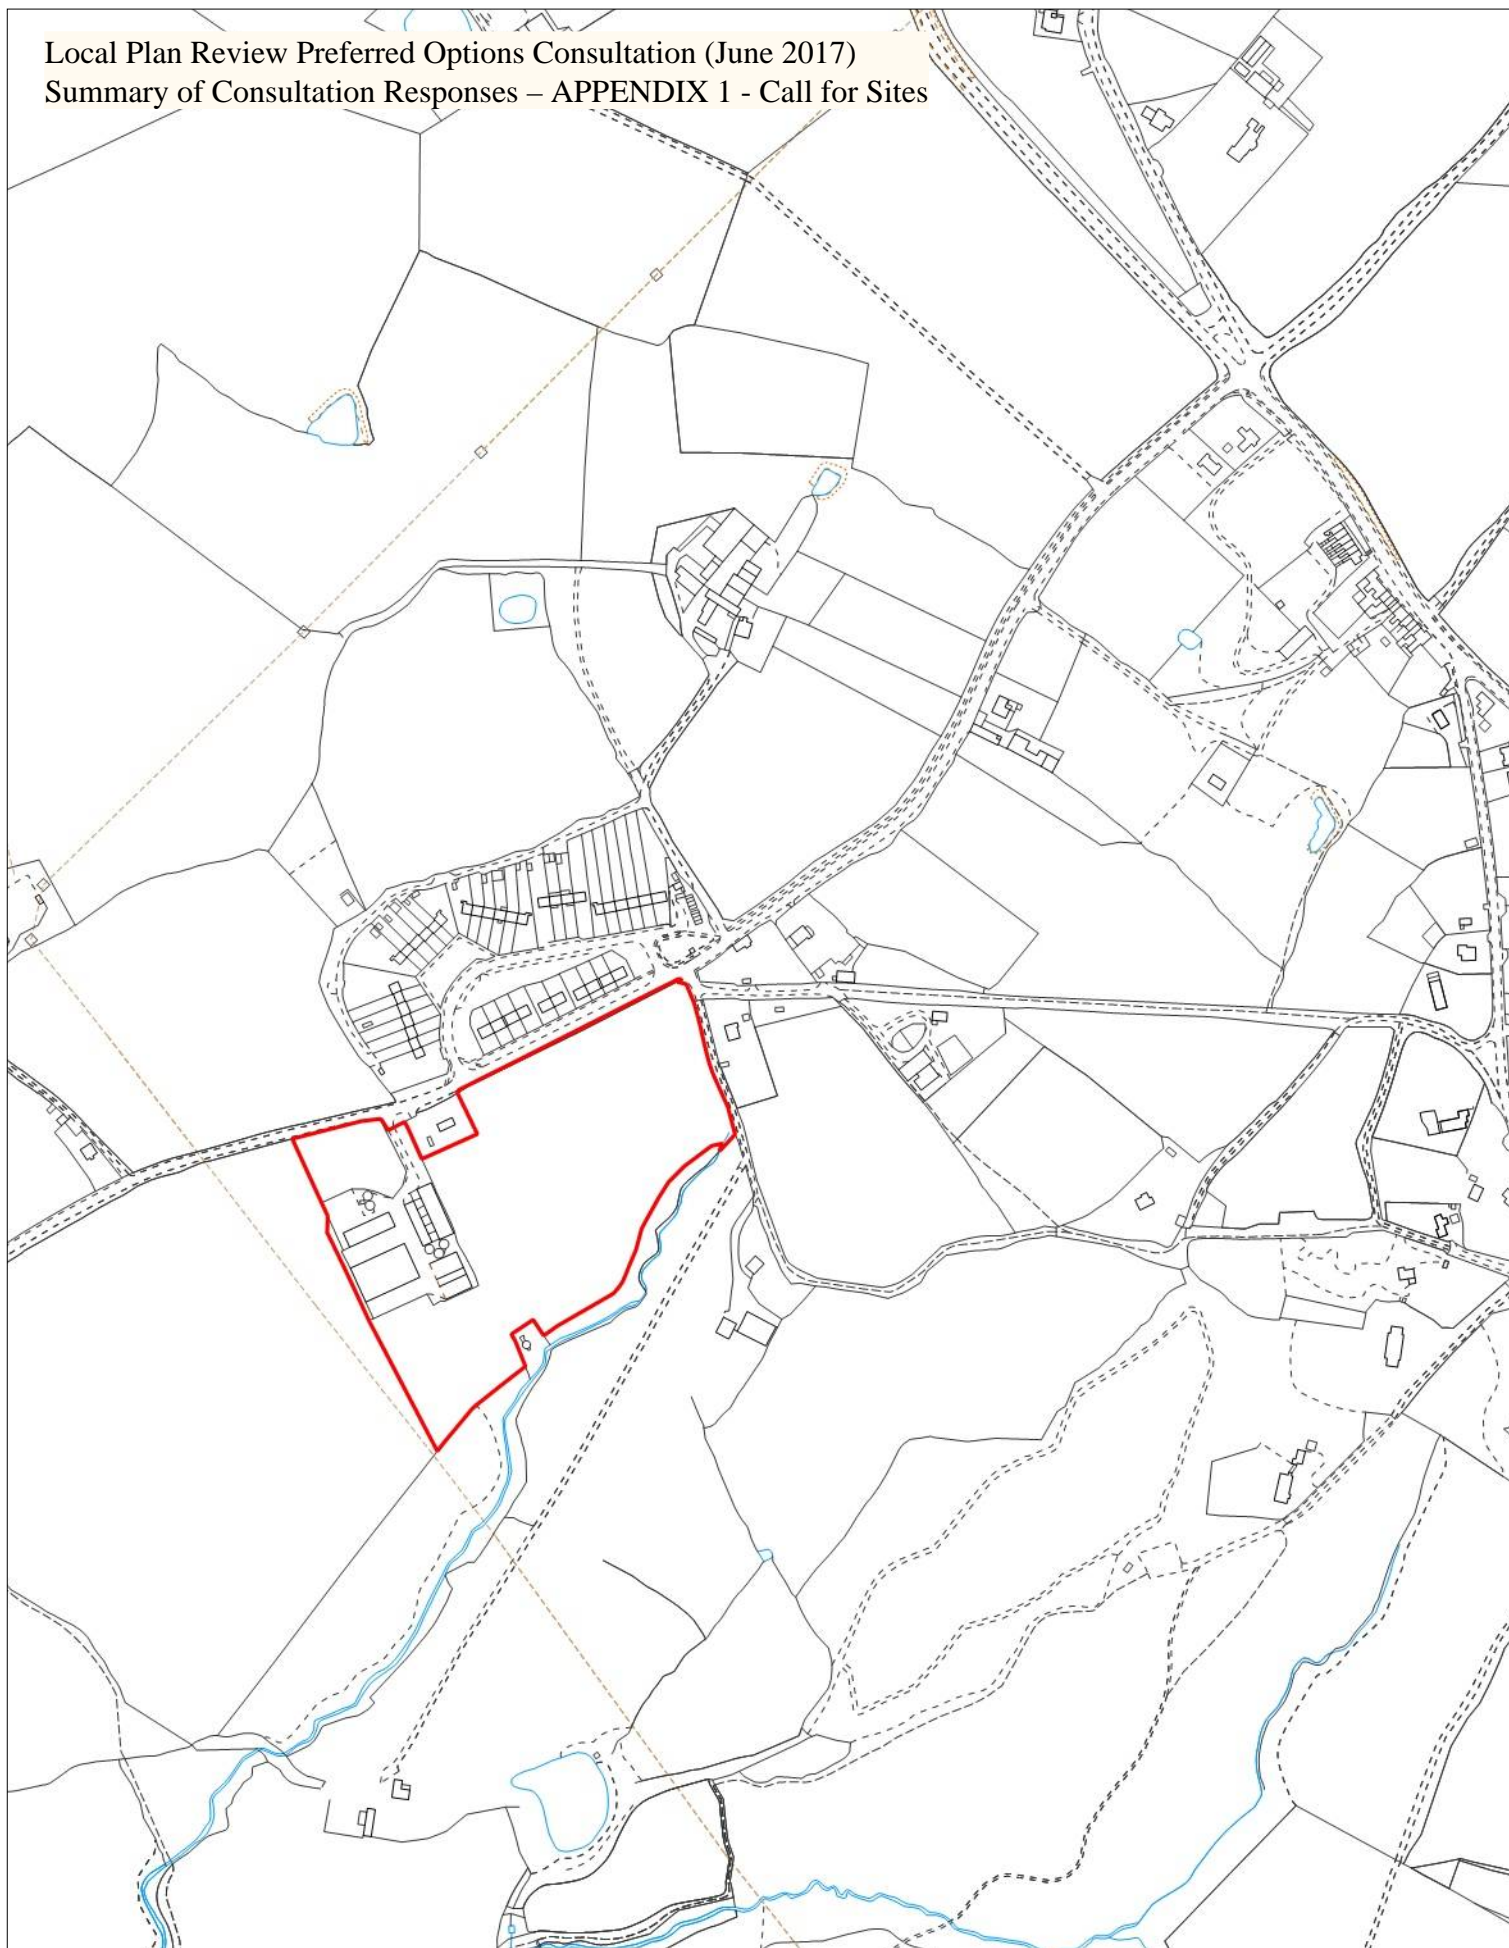 Local Plan Review Preferred Options Consultation (June 2017)
Summary of Consultation Responses – APPENDIX 1 - Call for Sites